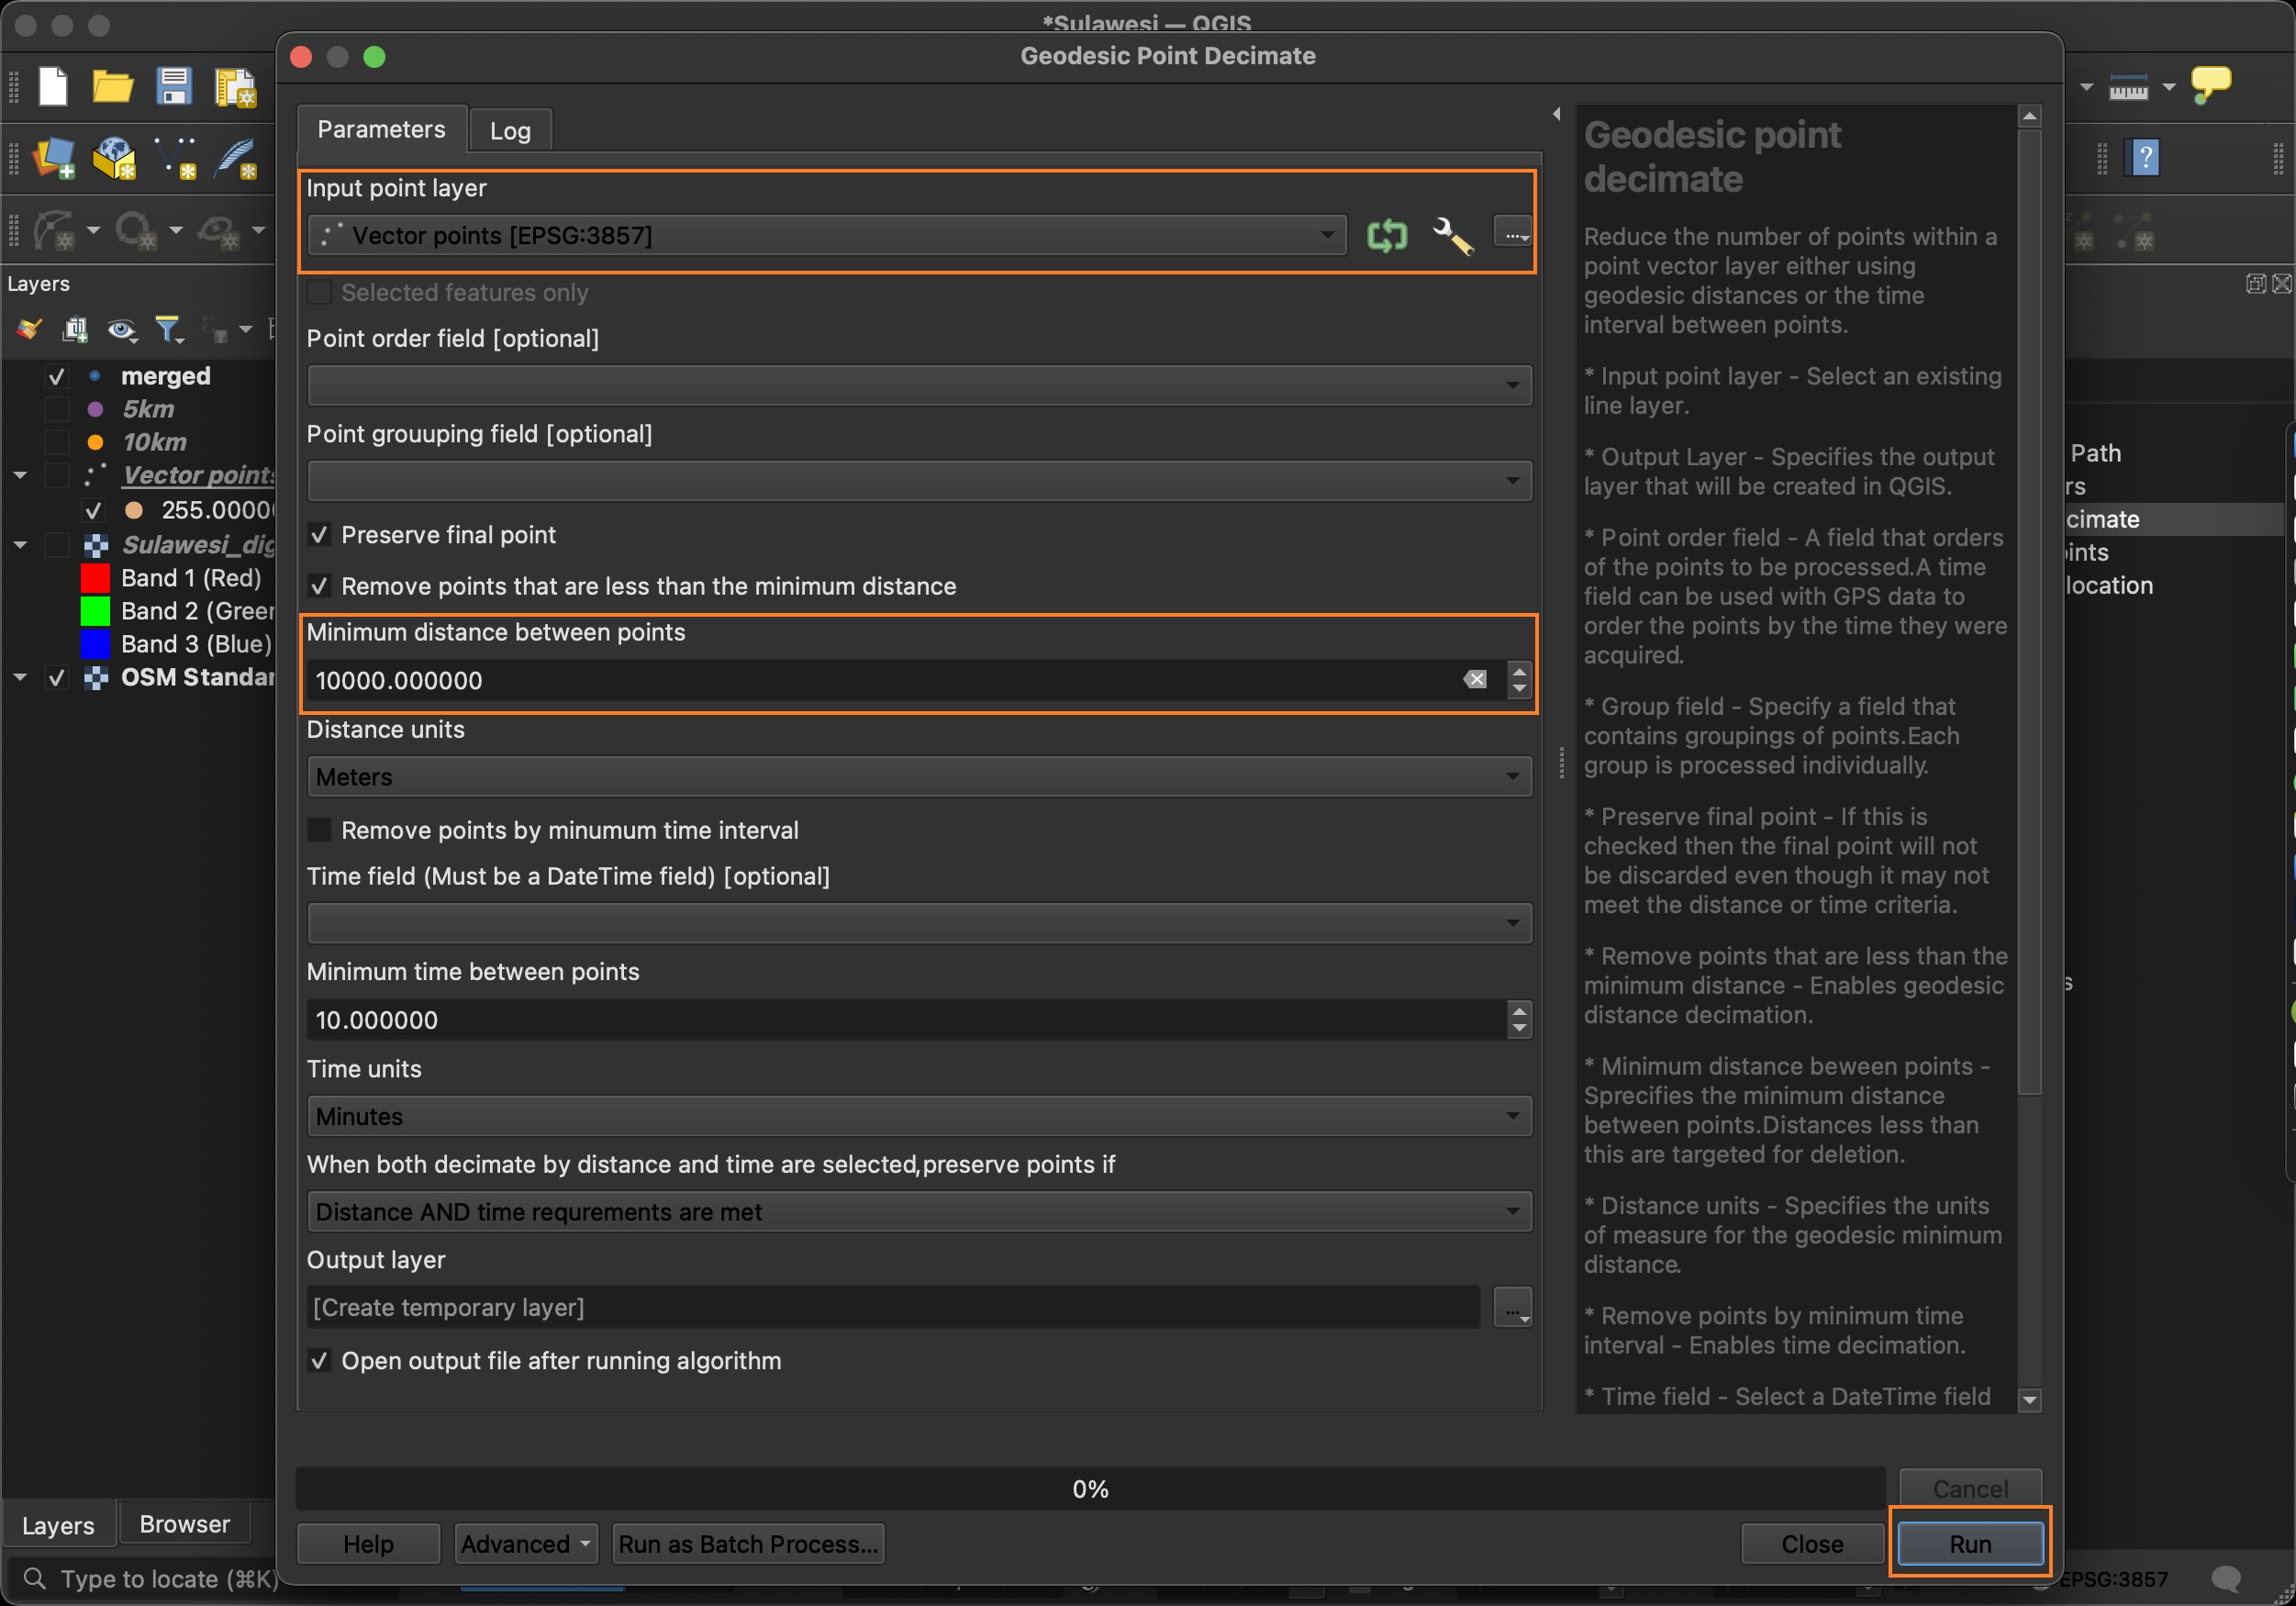 *Sulawesi — QGIS
Geodesic Point Decimate
Parameters
Log
Input point layer
Vector points [EPSG:3857]
...
Selected features only
Point order field [optional]
Point grouuping field [optional]
Preserve final point
Remove points that are less than the minimum distance
Minimum distance between points
10000.000000
Distance units
Meters
Remove points by minumum time interval
Time field (Must be a DateTime field) [optional]
Minimum time between points
10.000000
Time units
Minutes
When both decimate by distance and time are selected,preserve points if
Distance AND time requrements are met
Output layer
[Create temporary layer]
...
Open output file after running algorithm
Geodesic point
decimate
Reduce the number of points within a
point vector layer either using
geodesic distances or the time
interval between points.
* Input point layer - Select an existing
line layer.
* Output Layer - Specifies the output
layer that will be created in QGIS.
* Point order field - A field that orders
of the points to be processed.A time
field can be used with GPS data to
order the points by the time they were
acquired.
* Group field - Specify a field that
contains groupings of points.Each
group is processed individually.
* Preserve final point - If this is
checked then the final point will not
be discarded even though it may not
meet the distance or time criteria.
* Remove points that are less than the
minimum distance - Enables geodesic
distance decimation.
* Minimum distance beween points -
Sprecifies the minimum distance
between points.Distances less than
this are targeted for deletion.
* Distance units - Specifies the units
of measure for the geodesic minimum
distance.
* Remove points by minimum time
interval - Enables time decimation.
* Time field - Select a DateTime field
0%
Cancel
Help
Advanced
Run as Batch Process...
Close
Run
Layers
merged
5km
10km
Vector points
255.0000
Sulawesi_dig
Band 1 (Red)
Band 2 (Green
Band 3 (Blue)
OSM Standar
Layers
Browser
Type to locate (⌘K)
Path
rs
cimate
ints
location
s
EPSG:3857